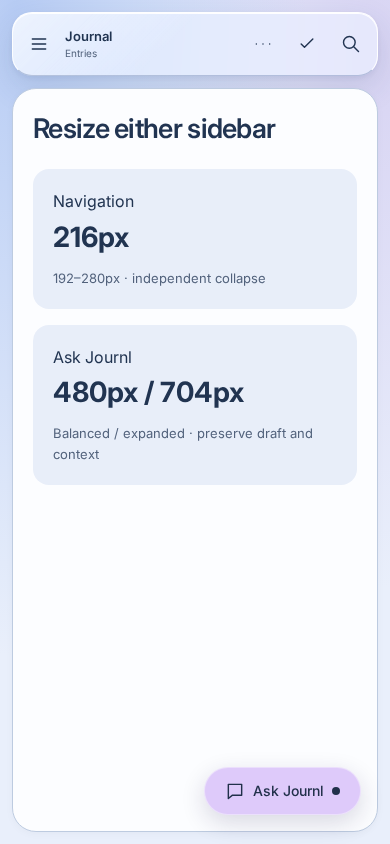 Journal
Entries
Resize either sidebar
Navigation
216px
192–280px · independent collapse
Ask Journl
480px / 704px
Balanced / expanded · preserve draft and
context
Ask Journl